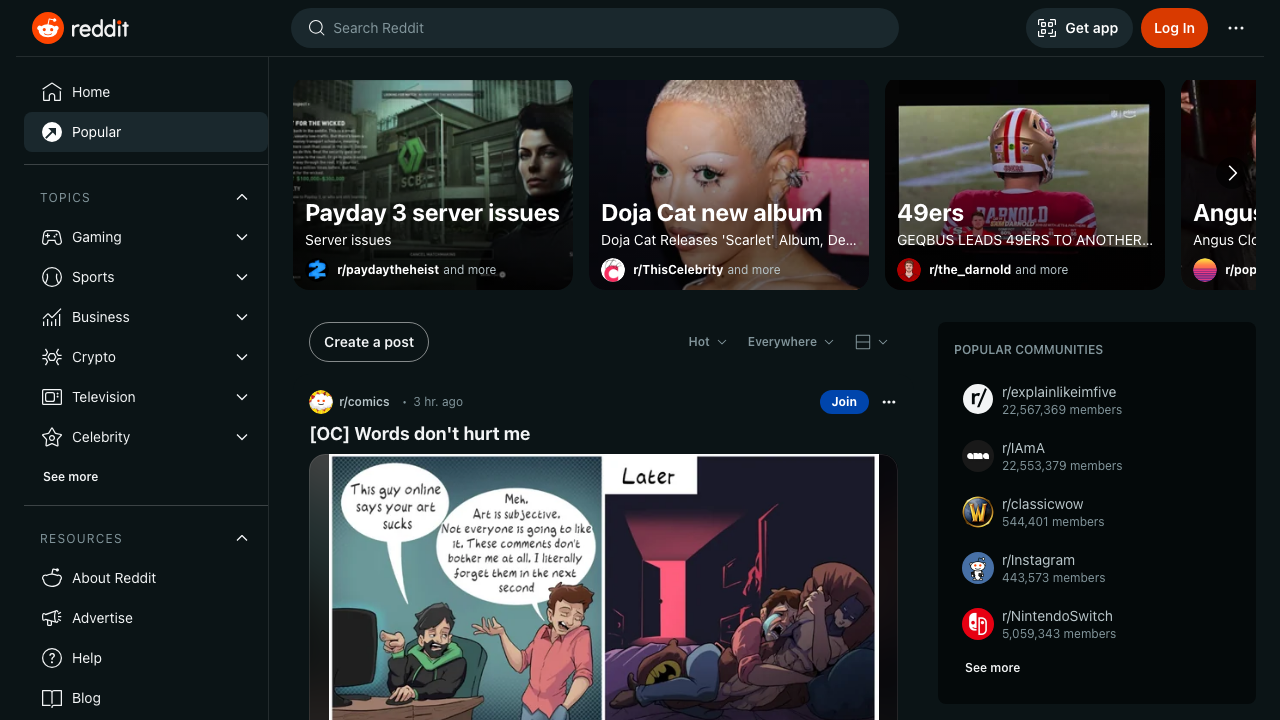 reddit
Search Reddit
Get app
Log In
Home
Popular
TOPICS
Gaming
Sports
Business
Crypto
Television
Celebrity
See more
RESOURCES
About Reddit
Advertise
Help
Blog
FOR THE WICKED
SCB
Payday 3 server issues
Server issues
r/paydaytheheist and more
Doja Cat new album
Doja Cat Releases 'Scarlet' Album, De...
r/ThisCelebrity and more
DARNOLD
49ers
GEQBUS LEADS 49ERS TO ANOTHER...
r/the_darnold and more
Angus
Angus Clo
r/pop
Create a post
Hot
Everywhere
r/comics • 3 hr. ago
Join
[OC] Words don't hurt me
This guy online
says your art
sucks
Meh.
Art is subjective.
Not everyone is going to like
it. These comments don't
bother me at all. I literally
forget them in the next
second
Later
POPULAR COMMUNITIES
r/explainlikeimfive
22,567,369 members
r/IAmA
22,553,379 members
r/classicwow
544,401 members
r/Instagram
443,573 members
r/NintendoSwitch
5,059,343 members
See more